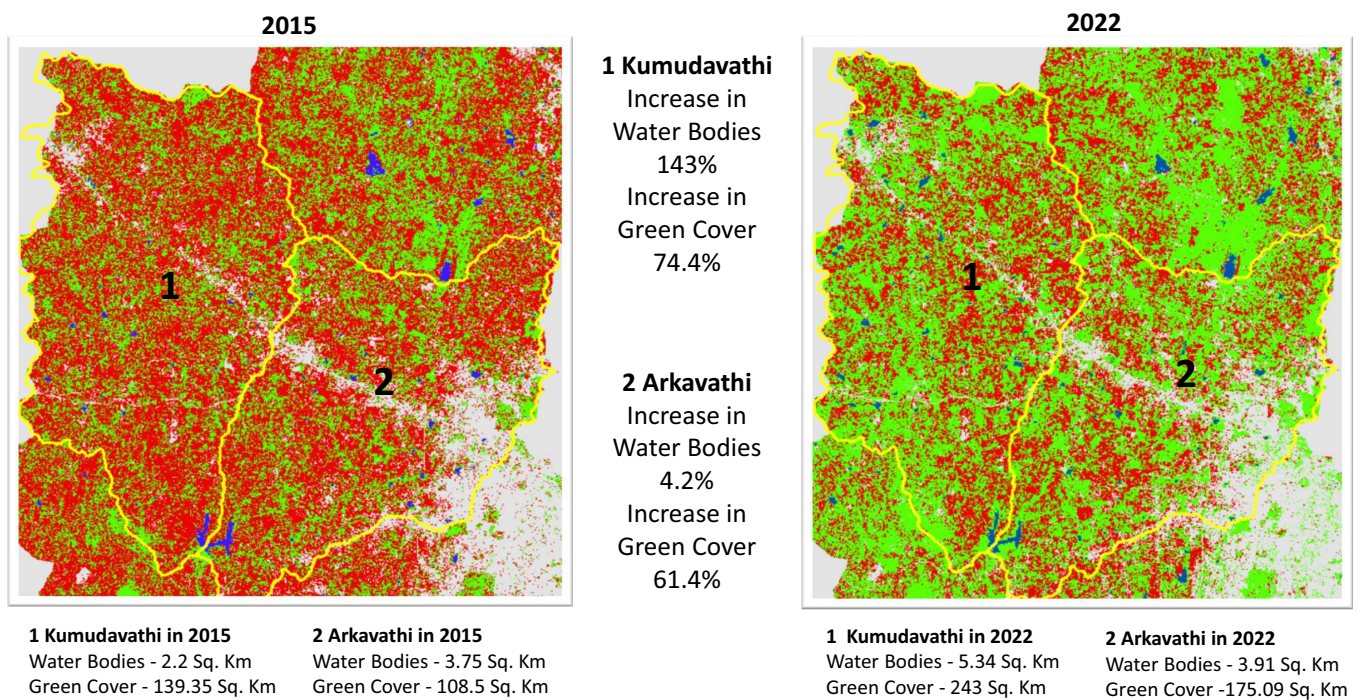 2015
1
2
1 Kumudavathi in 2015
Water Bodies - 2.2 Sq. Km
Green Cover - 139.35 Sq. Km
2 Arkavathi in 2015
Water Bodies - 3.75 Sq. Km
Green Cover - 108.5 Sq. Km
1 Kumudavathi
Increase in
Water Bodies
143%
Increase in
Green Cover
74.4%
2 Arkavathi
Increase in
Water Bodies
4.2%
Increase in
Green Cover
61.4%
2022
1
2
1 Kumudavathi in 2022
Water Bodies - 5.34 Sq. Km
Green Cover - 243 Sq. Km
2 Arkavathi in 2022
Water Bodies - 3.91 Sq. Km
Green Cover -175.09 Sq. Km